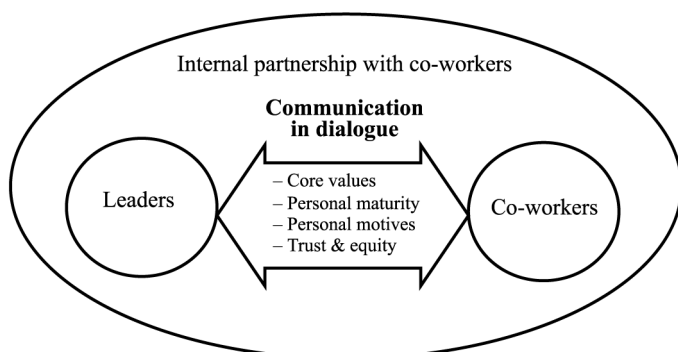 Internal partnership with co-workers
Communication
in dialogue
Leaders
– Core values
– Personal maturity
– Personal motives
– Trust & equity
Co-workers